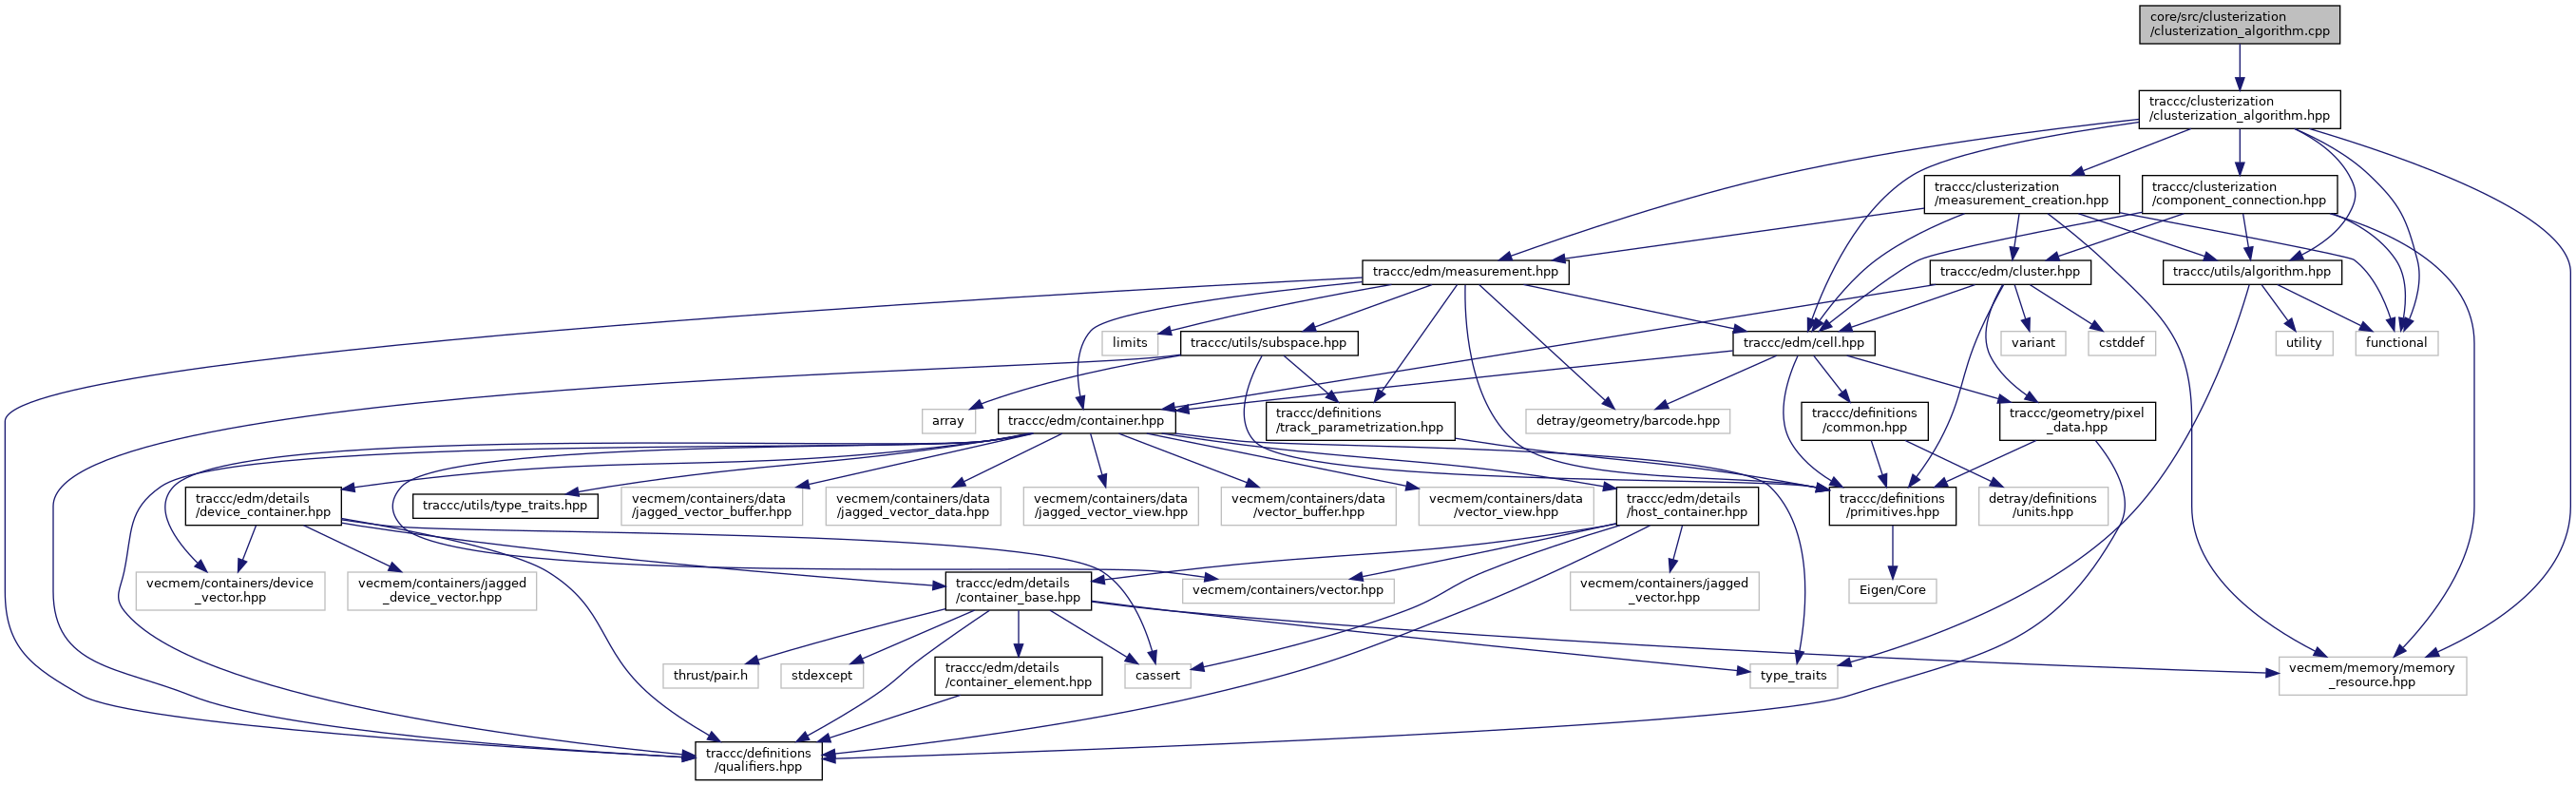 core/src/clusterization
/clusterization_algorithm.cpp
traccc/clusterization
/clusterization_algorithm.hpp
traccc/clusterization
/measurement_creation.hpp
traccc/clusterization
/component_connection.hpp
traccc/edm/measurement.hpp
traccc/edm/cluster.hpp
traccc/utils/algorithm.hpp
limits
traccc/utils/subspace.hpp
traccc/edm/cell.hpp
variant
cstddef
utility
functional
array
traccc/edm/container.hpp
traccc/definitions
/track_parametrization.hpp
detray/geometry/barcode.hpp
traccc/definitions
/common.hpp
traccc/geometry/pixel
_data.hpp
traccc/edm/details
/device_container.hpp
traccc/utils/type_traits.hpp
vecmem/containers/data
/jagged_vector_buffer.hpp
vecmem/containers/data
/jagged_vector_data.hpp
vecmem/containers/data
/jagged_vector_view.hpp
vecmem/containers/data
/vector_buffer.hpp
vecmem/containers/data
/vector_view.hpp
traccc/edm/details
/host_container.hpp
traccc/definitions
/primitives.hpp
detray/definitions
/units.hpp
vecmem/containers/device
_vector.hpp
vecmem/containers/jagged
_device_vector.hpp
traccc/edm/details
/container_base.hpp
vecmem/containers/vector.hpp
vecmem/containers/jagged
_vector.hpp
Eigen/Core
thrust/pair.h
stdexcept
traccc/edm/details
/container_element.hpp
cassert
type_traits
vecmem/memory/memory
_resource.hpp
traccc/definitions
/qualifiers.hpp